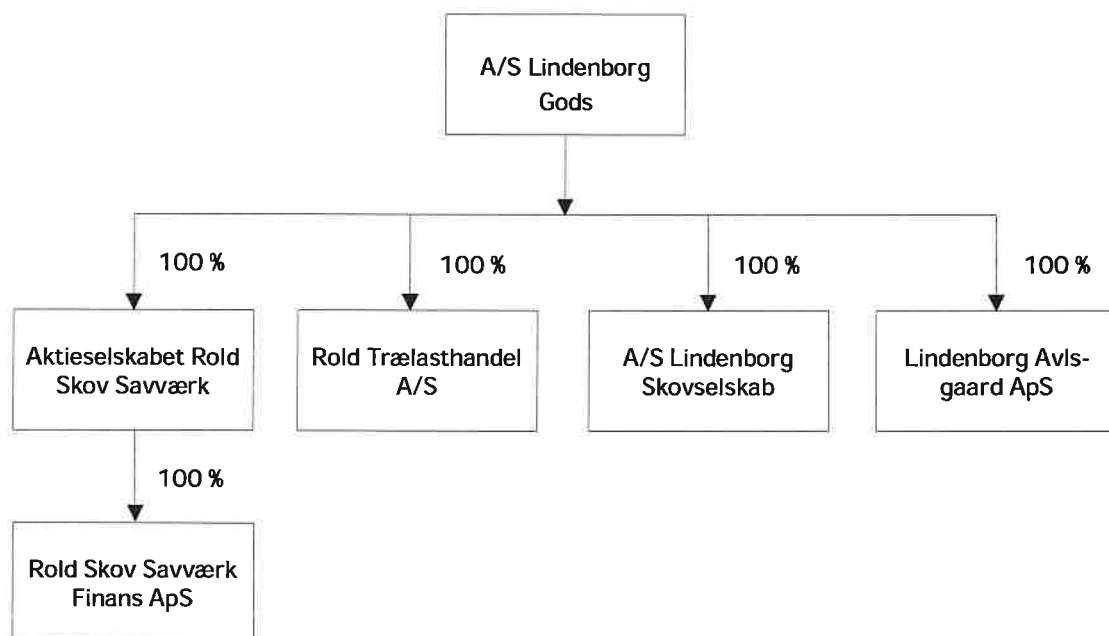 A/S Lindenborg
Gods
100 %
100 %
100 %
100 %
Aktieselskabet Rold
Skov Savværk
Rold Trælasthandel
A/S
A/S Lindenborg
Skovselskab
Lindenborg Avls-
gaard ApS
100 %
Rold Skov Savværk
Finans ApS